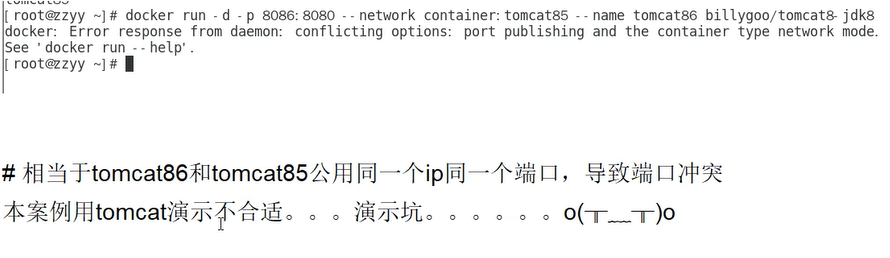 [root@zzyy ~]# docker run -d -p 8086:8080 --network container:tomcat85 --name tomcat86 billygoo/tomcat8-jdk8
docker: Error response from daemon: conflicting options: port publishing and the container type network mode.
See 'docker run --help'.
[root@zzyy ~]#
# 相当于tomcat86和tomcat85公用同一个ip同一个端口，导致端口冲突
本案例用tomcat演示不合适。。。演示坑。。。。。。o(╥﹏╥)o